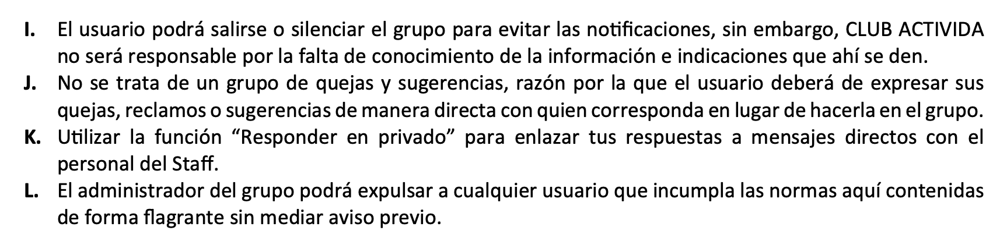 I. El usuario podrá salirse o silenciar el grupo para evitar las notificaciones, sin embargo, CLUB ACTIVIDA
no será responsable por la falta de conocimiento de la información e indicaciones que ahí se den.
J. No se trata de un grupo de quejas y sugerencias, razón por la que el usuario deberá de expresar sus
quejas, reclamos o sugerencias de manera directa con quien corresponda en lugar de hacerla en el grupo.
K. Utilizar la función “Responder en privado” para enlazar tus respuestas a mensajes directos con el
personal del Staff.
L. El administrador del grupo podrá expulsar a cualquier usuario que incumpla las normas aquí contenidas
de forma flagrante sin mediar aviso previo.